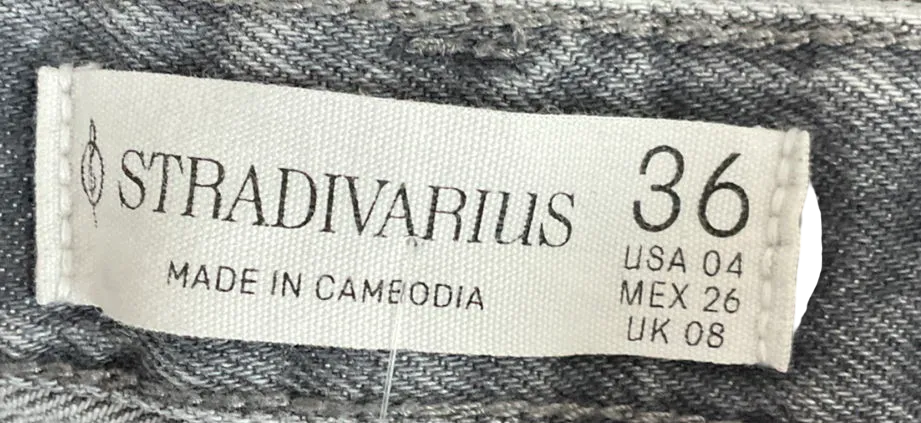 STRADIVARIUS
MADE IN CAMBODIA
36
USA 04
MEX 26
UK 08